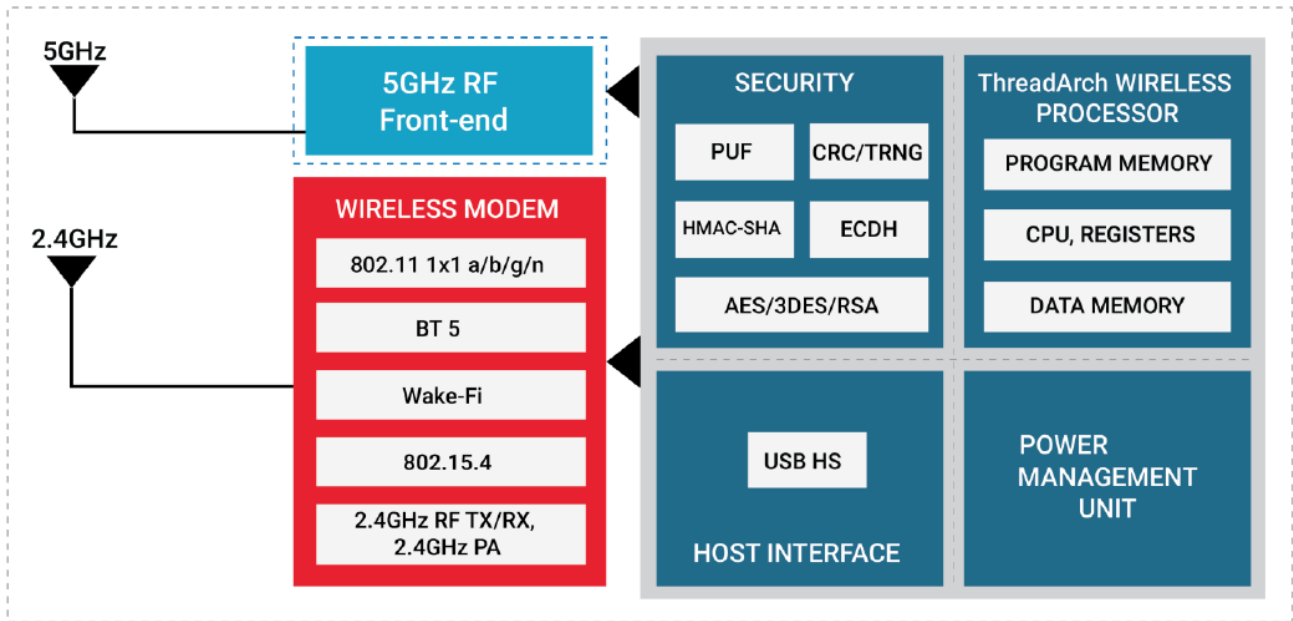 5GHz
5GHz RF
Front-end
2.4GHz
WIRELESS MODEM
802.11 1x1 a/b/g/n
BT 5
Wake-Fi
802.15.4
2.4GHz RF TX/RX,
2.4GHz PA
SECURITY
PUF
CRC/TRNG
HMAC-SHA
ECDH
AES/3DES/RSA
ThreadArch WIRELESS
PROCESSOR
PROGRAM MEMORY
CPU, REGISTERS
DATA MEMORY
USB HS
HOST INTERFACE
POWER
MANAGEMENT
UNIT